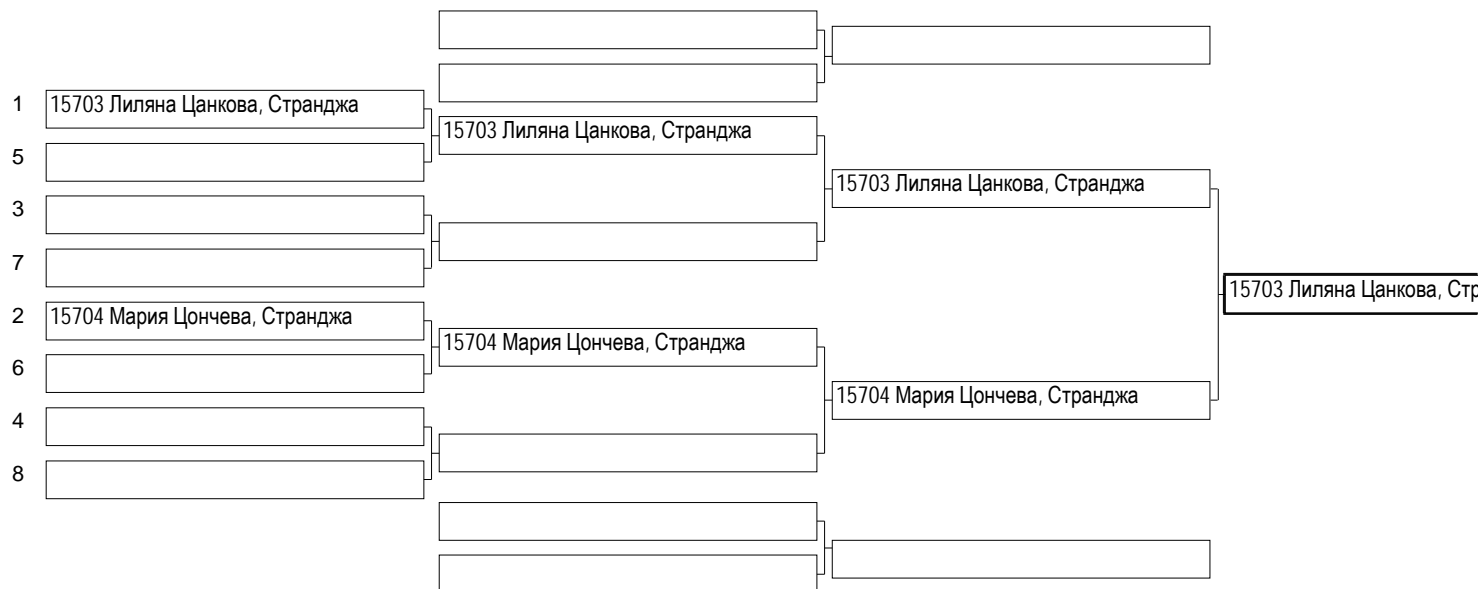 1 15703 Лиляна Цанкова, Странджа
15703 Лиляна Цанкова, Странджа
5
15703 Лиляна Цанкова, Странджа
3
7
15703 Лиляна Цанкова, Стр
2 15704 Мария Цончева, Странджа
15704 Мария Цончева, Странджа
6
15704 Мария Цончева, Странджа
4
8